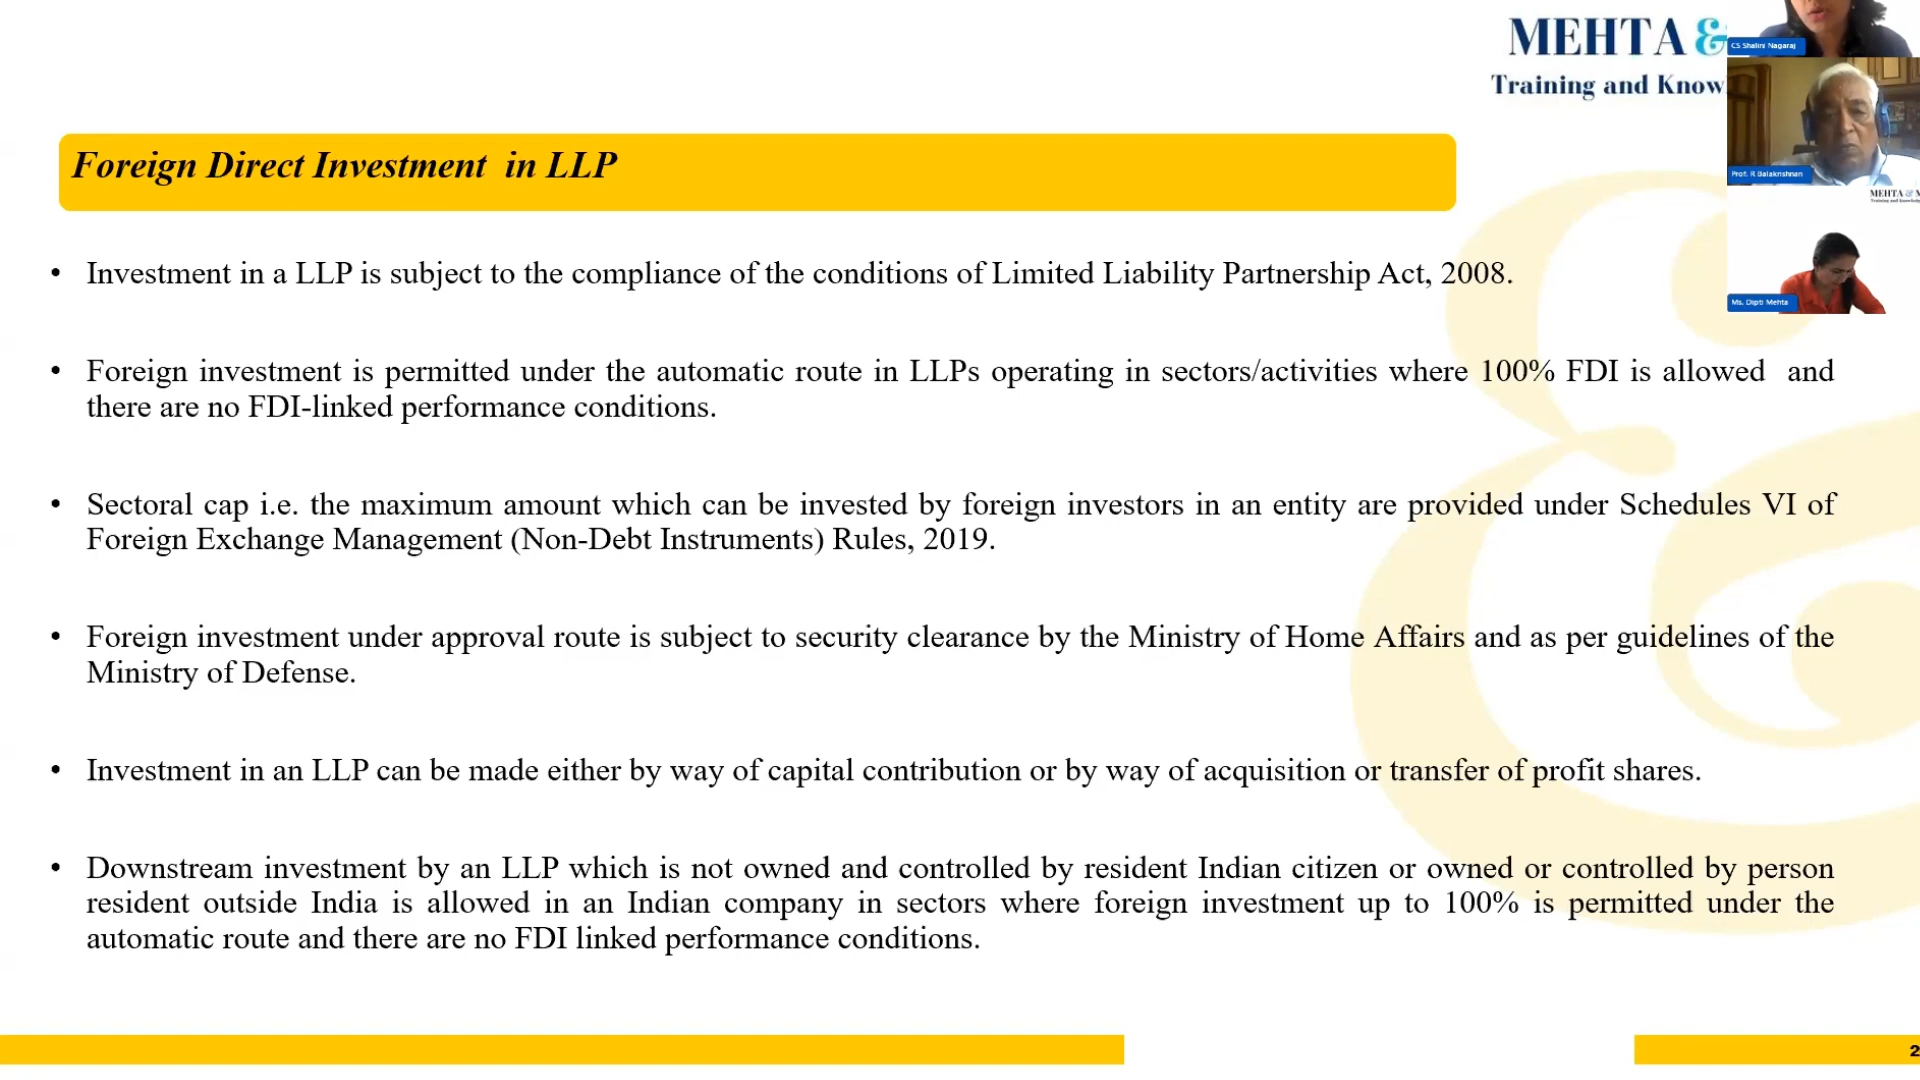 MEHTA &
Training and Know
CS Shalini Nagaraj
Prof. R Balakrishnan
MEHTA & M
Training and Knowledg
Ms. Dipti Mehta
Foreign Direct Investment in LLP
• Investment in a LLP is subject to the compliance of the conditions of Limited Liability Partnership Act, 2008.
• Foreign investment is permitted under the automatic route in LLPs operating in sectors/activities where 100% FDI is allowed and
there are no FDI-linked performance conditions.
• Sectoral cap i.e. the maximum amount which can be invested by foreign investors in an entity are provided under Schedules VI of
Foreign Exchange Management (Non-Debt Instruments) Rules, 2019.
• Foreign investment under approval route is subject to security clearance by the Ministry of Home Affairs and as per guidelines of the
Ministry of Defense.
• Investment in an LLP can be made either by way of capital contribution or by way of acquisition or transfer of profit shares.
• Downstream investment by an LLP which is not owned and controlled by resident Indian citizen or owned or controlled by person
resident outside India is allowed in an Indian company in sectors where foreign investment up to 100% is permitted under the
automatic route and there are no FDI linked performance conditions.
2